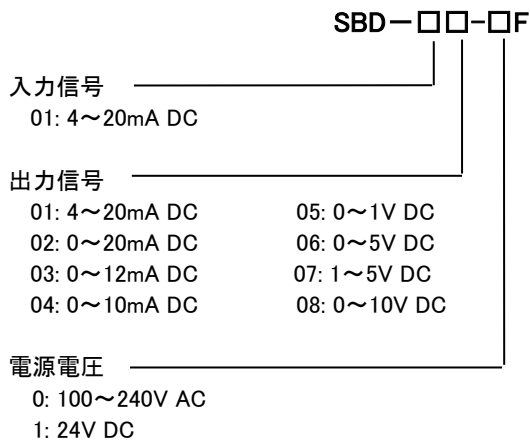 SBD－□□-□F
入力信号
01: 4～20mA DC
出力信号
01: 4～20mA DC 05: 0～1V DC
02: 0～20mA DC 06: 0～5V DC
03: 0～12mA DC 07: 1～5V DC
04: 0～10mA DC 08: 0～10V DC
電源電圧
0: 100～240V AC
1: 24V DC